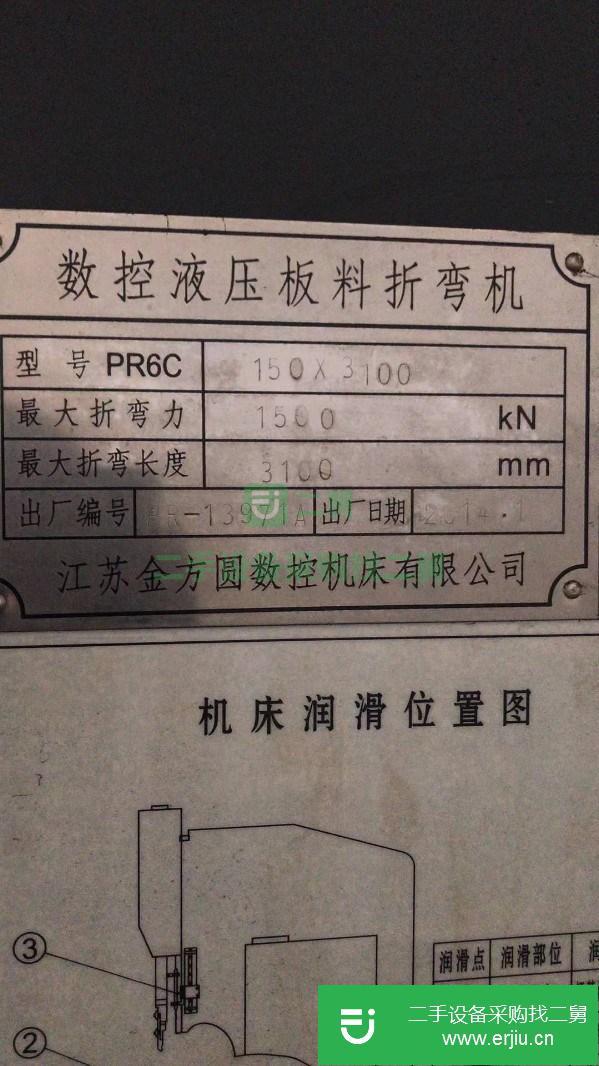 数控液压板料折弯机
型号 PR6C 150X3100
最大折弯力 1500 kN
最大折弯长度 3100 mm
出厂编号 出厂日期 2014.1
二舅
江苏金方圆数控机床有限公司
机床润滑位置图
③
②
润滑点 润滑部位
二手设备采购找二舅
www.erjiu.cn